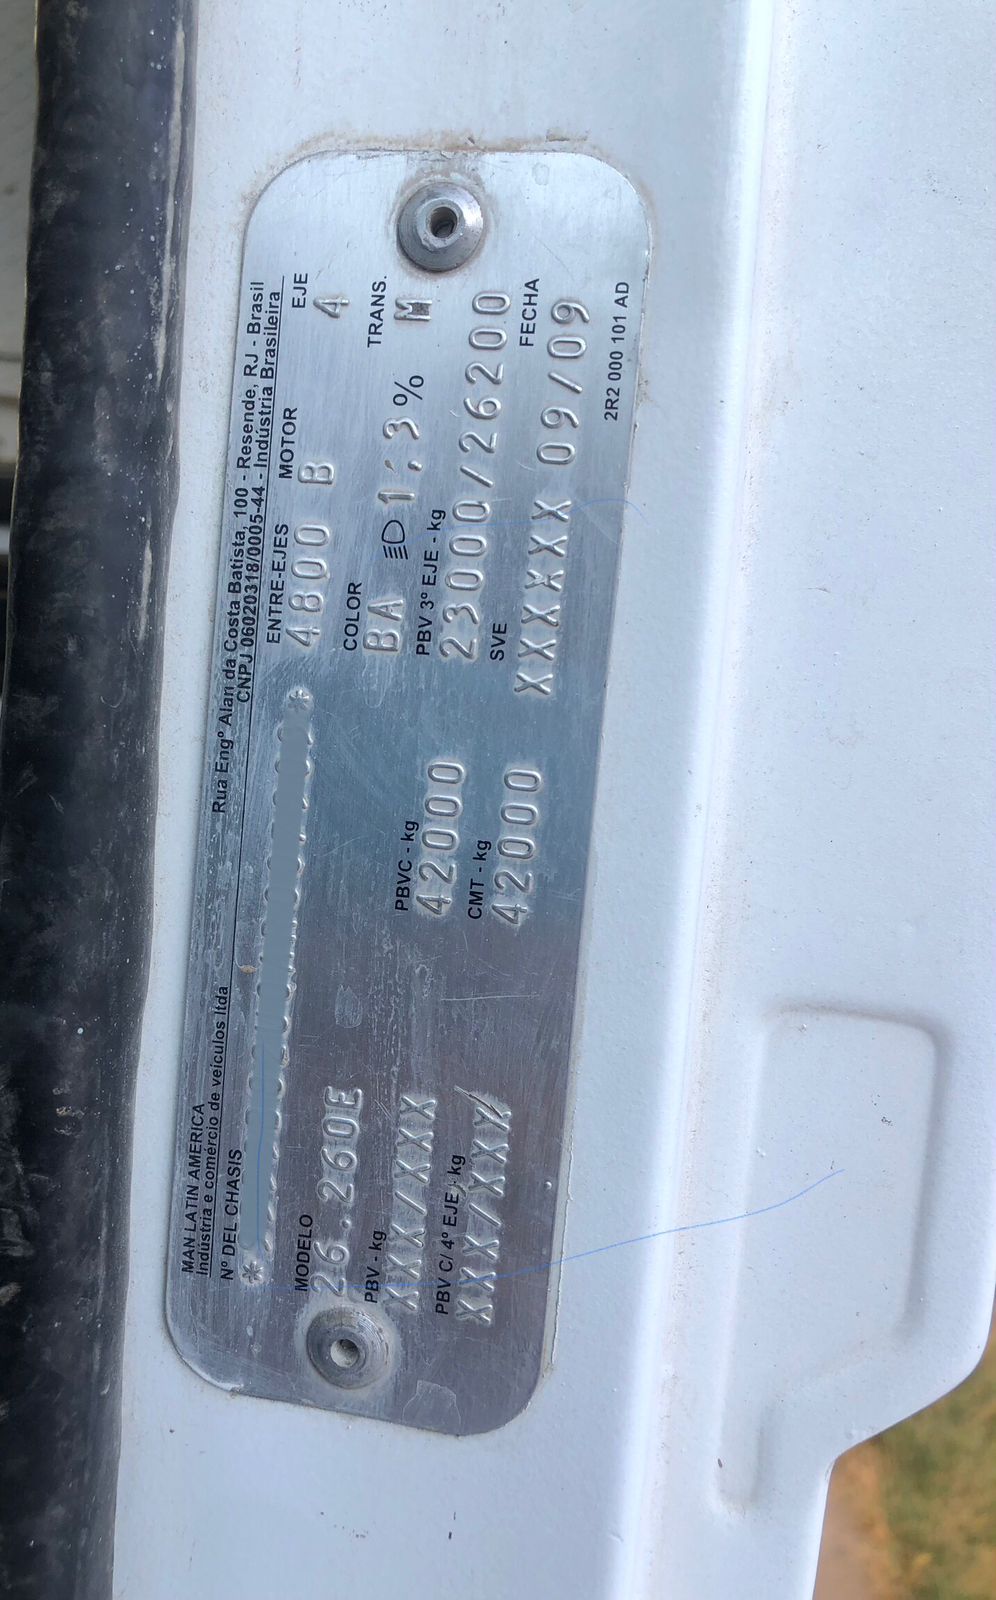 MAN LATIN AMERICA
Indústria e comércio de veículos ltda
Rua Engº Alan da Costa Batista, 100 - Resende, RJ - Brasil
CNPJ 06020318/0005-44 - Indústria Brasileira
Nº DEL CHASIS ENTRE-EJES MOTOR EJE
* * 4800 B 4
MODELO COLOR TRANS.
26.260E BA 1,3% M
PBV - kg PBVC - kg PBV 3º EJE - kg
XXX/XXX 42000 23000/26200
PBV C/ 4º EJE - kg CMT - kg SVE FECHA
XXX/XXX 42000 XXXXXX 09/09
2R2 000 101 AD